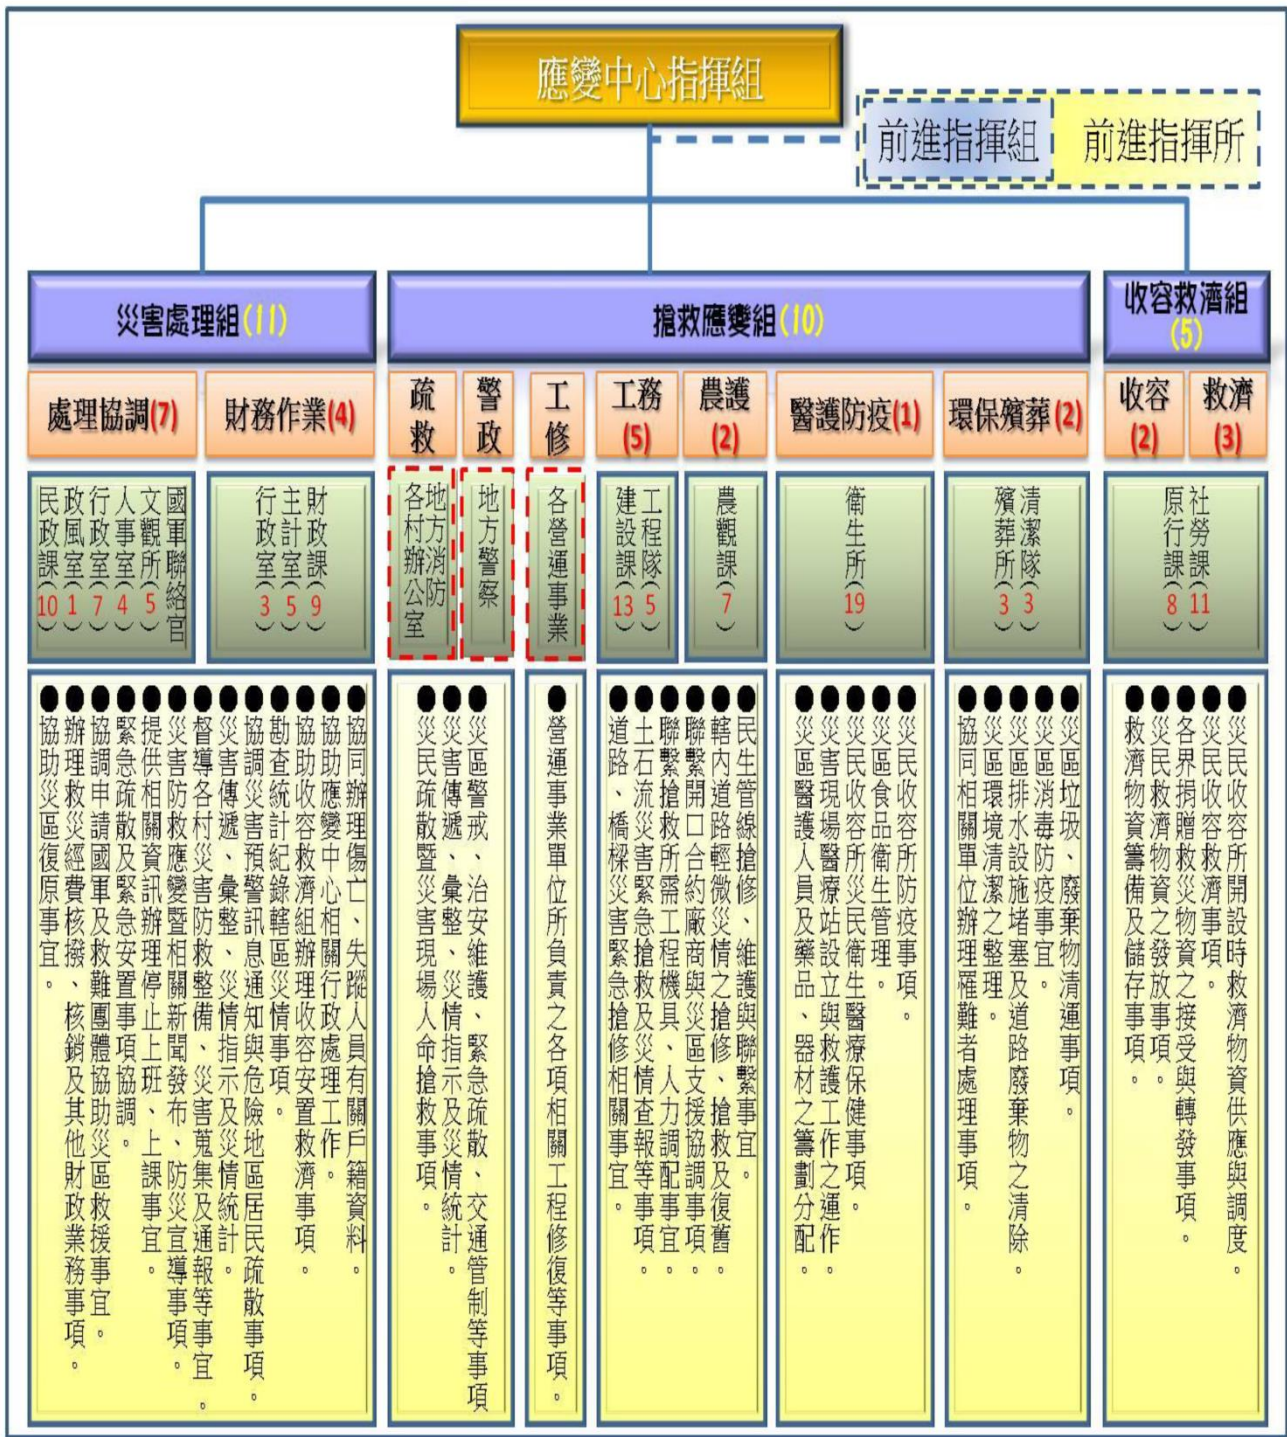 應變中心指揮組
前進指揮組
前進指揮所
災害處理組(11)
搶救應變組(10)
收容救濟組
(5)
處理協調(7)
財務作業(4)
疏救
警政
工修
工務
(5)
農護
(2)
醫護防疫(1)
環保殯葬(2)
收容
(2)
救濟
(3)
國軍聯絡官
文觀所(5)
人事室(4)
行政室(7)
政風室(1)
民政課(10)
財政課(9)
主計室(5)
行政室(3)
地方消防
各村辦公室
地方警察
各營運事業
工程隊(5)
建設課(13)
農觀課(7)
衛生所(19)
清潔隊(3)
殯葬所(3)
社勞課(11)
原行課(8)
●協同辦理傷亡、失蹤人員有關戶籍資料。
●協助應變中心相關行政處理工作。
●協助收容救濟組辦理收容安置救濟事項。
●勘查統計紀錄轄區災情事項。
●協調災害預警訊息通知與危險地區居民疏散事項。
●災害傳遞、彙整、災情指示及災情統計。
●督導各村災害防救整備、災害蒐集及通報等事宜。
●災害防救應變暨相關新聞發布、防災宣導事項。
●提供相關資訊辦理停止上班、上課事宜。
●緊急疏散及緊急安置事項協調。
●協調申請國軍及救難團體協助災區救援事宜。
●辦理救災經費核撥、核銷及其他財政業務事項。
●協助災區復原事宜。
●災區警戒、治安維護、緊急疏散、交通管制等事項
●災害傳遞、彙整、災情指示及災情統計。
●災民疏散暨災害現場人命搶救事項。
●營運事業單位所負責之各項相關工程修復等事項。
●民生管線搶修、維護與聯繫事宜。
●轄內道路輕微災情之搶修、搶救及復舊。
●聯繫開口合約廠商與災區支援協調事項。
●聯繫搶救所需工程機具、人力調配事宜。
●土石流災害緊急搶救及災情查報等事項。
●道路、橋樑災害緊急搶修相關事宜。
●災民收容所防疫事項。
●災區食品衛生管理。
●災民收容所災民衛生醫療保健事項。
●災害現場醫療站設立與救護工作之運作。
●災區醫護人員及藥品、器材之籌劃分配。
●災區垃圾、廢棄物清運事項。
●災區消毒防疫事宜。
●災區排水設施堵塞及道路廢棄物之清除。
●災區環境清潔之整理。
●協同相關單位辦理罹難者處理事項。
●災民收容所開設時救濟物資供應與調度。
●災民收容救濟事項。
●各界捐贈救災物資之接受與轉發事項。
●災民救濟物資之發放事項。
●救濟物資籌備及儲存事項。